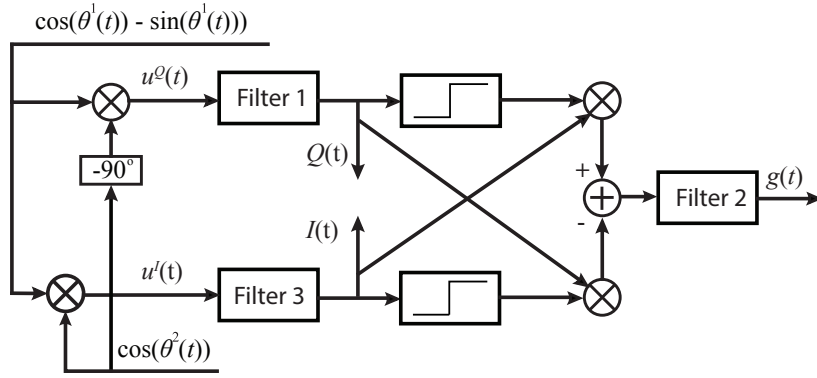 cos(θ¹(t)) - sin(θ¹(t)))
u^Q(t)
Filter 1
-90°
Q(t)
+
Filter 2
g(t)
I(t)
-
u^I(t)
Filter 3
cos(θ²(t))